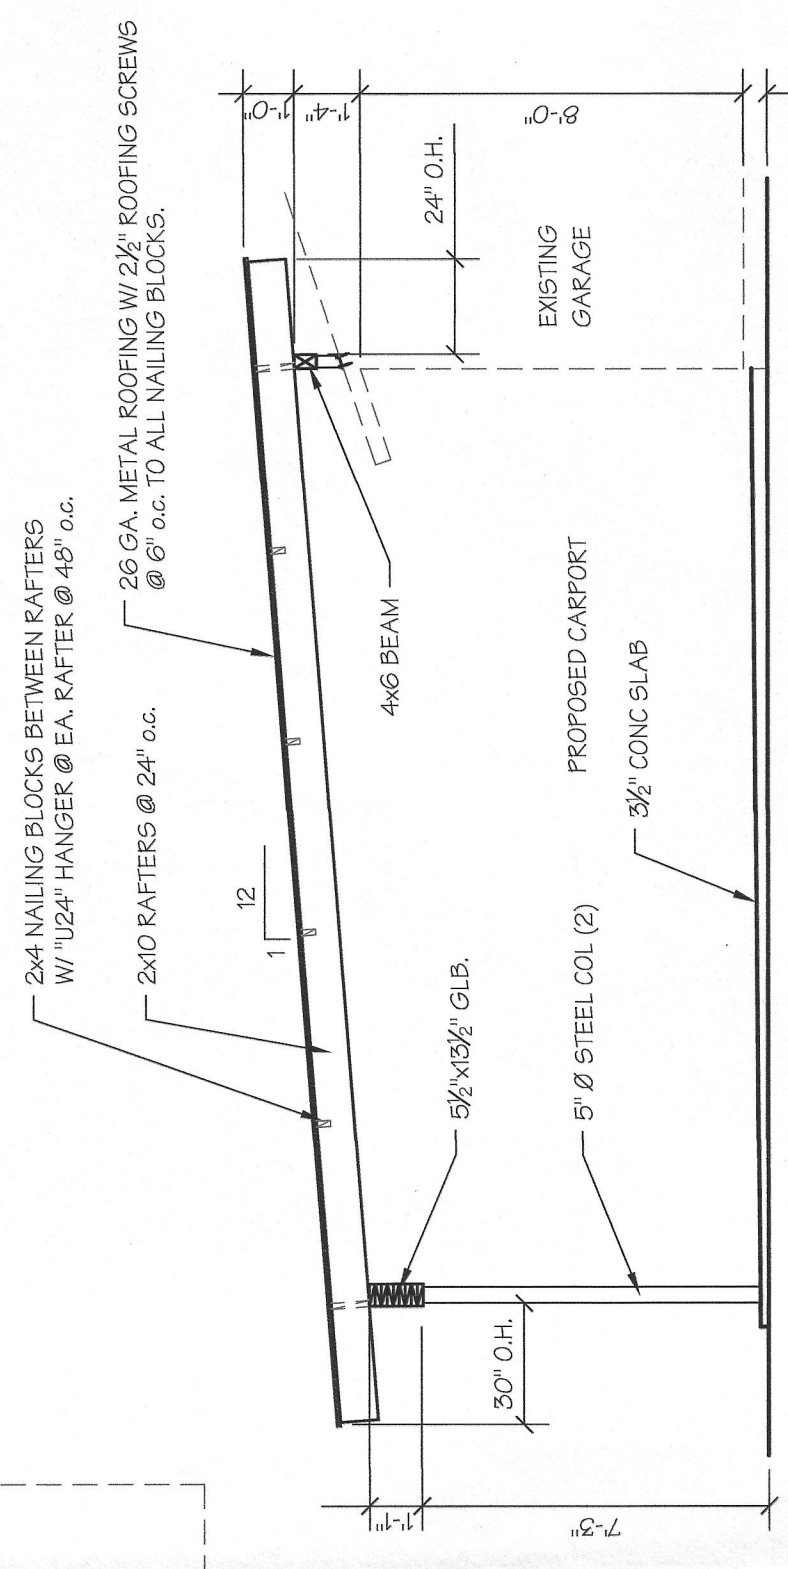 2x4 NAILING BLOCKS BETWEEN RAFTERS
W/ "U24" HANGER @ EA. RAFTER @ 48" o.c.
26 GA. METAL ROOFING W/ 2½" ROOFING SCREWS
@ 6" o.c. TO ALL NAILING BLOCKS.
2x10 RAFTERS @ 24" o.c.
12
1
1'-0"
1'-4"
8'-0"
24" O.H.
EXISTING
GARAGE
4x6 BEAM
PROPOSED CARPORT
3½" CONC SLAB
5½"x13½" GLB.
5" Ø STEEL COL (2)
30" O.H.
1'-1"
7'-3"